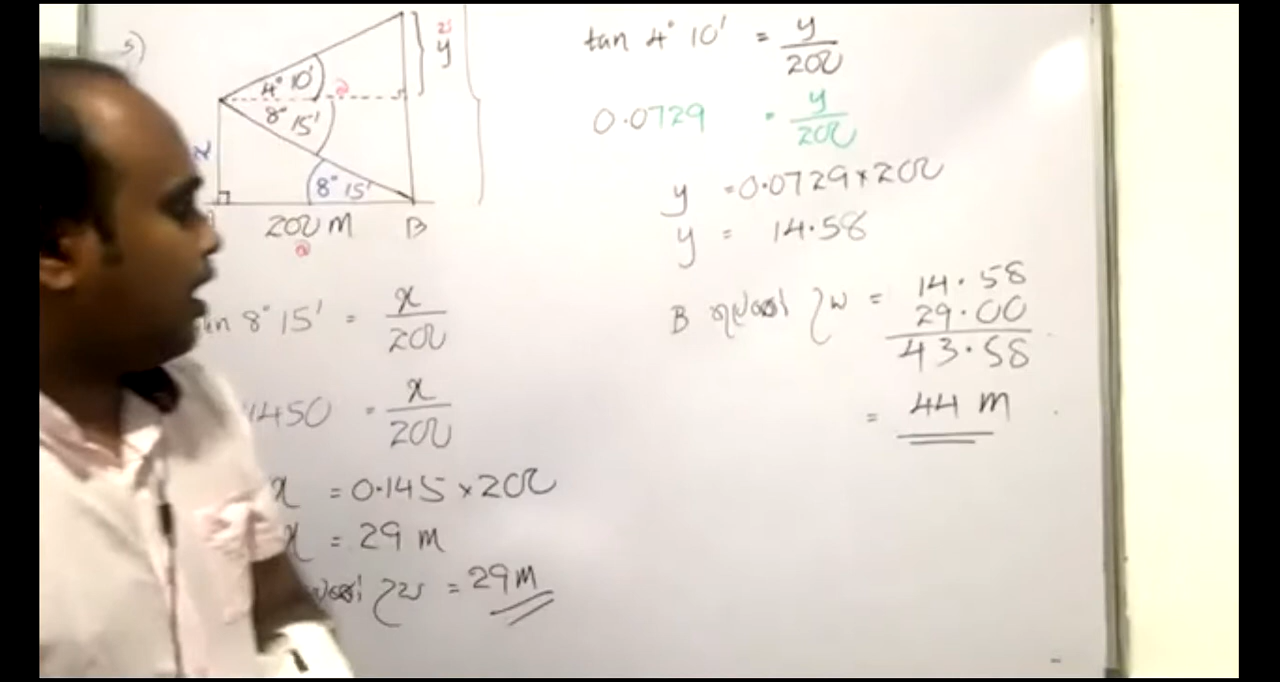 5)
4° 10'
8° 15'
8° 15'
y
200 M
B
8° 15' = x/200
1450 = x/200
x = 0.145 × 200
x = 29 m
= 29 m
tan 4° 10' = y/200
0.0729 = y/200
y = 0.0729 × 200
y = 14.58
B = 14.58
29.00
43.58
= 44 m